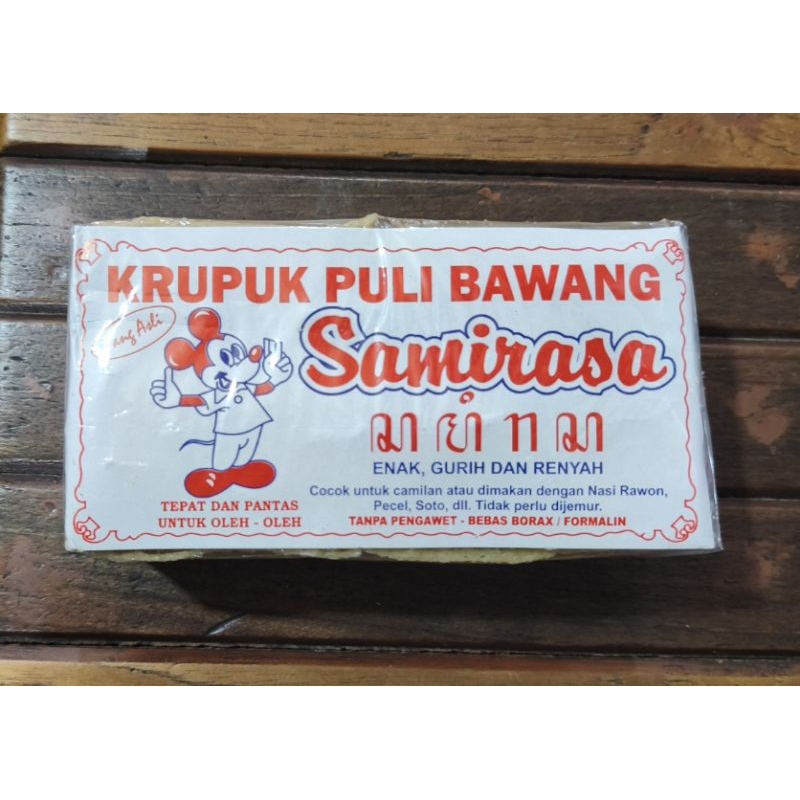 KRUPUK PULI BAWANG
Yang Asli
Samirasa
ꦱꦩꦶꦫꦱ
ENAK, GURIH DAN RENYAH
Cocok untuk camilan atau dimakan dengan Nasi Rawon,
Pecel, Soto, dll. Tidak perlu dijemur.
TANPA PENGAWET - BEBAS BORAX / FORMALIN
TEPAT DAN PANTAS
UNTUK OLEH - OLEH